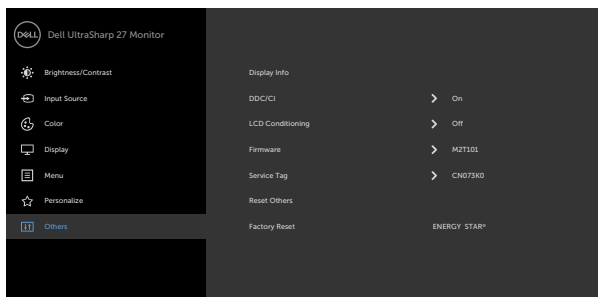 DELL Dell UltraSharp 27 Monitor
Brightness/Contrast Display Info
Input Source DDC/CI On
Color LCD Conditioning Off
Display Firmware M2T101
Menu Service Tag CN073K0
Personalize Reset Others
Others Factory Reset ENERGY STAR®